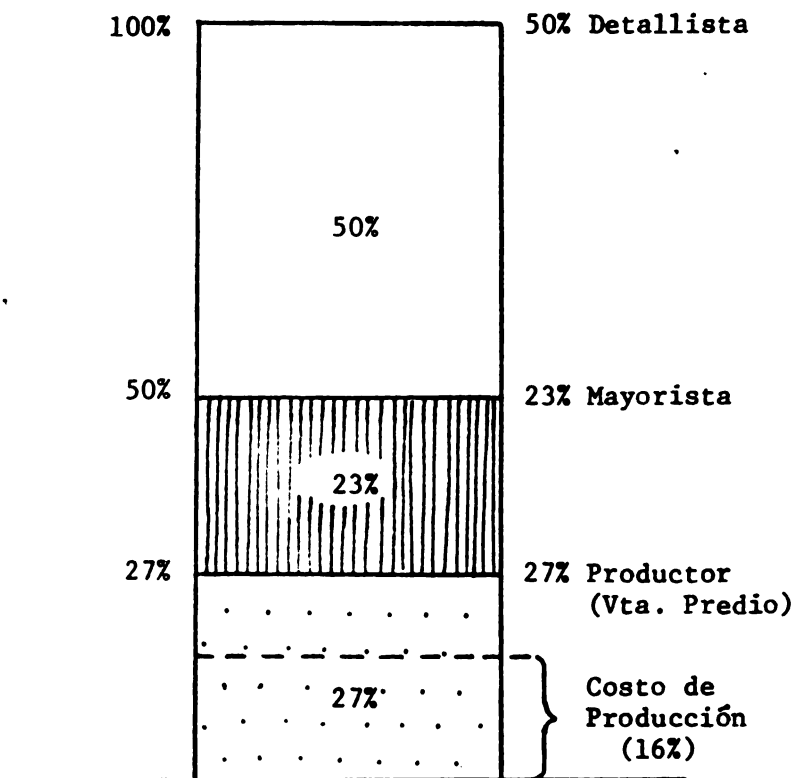 100%
50% Detallista
50%
50%
23% Mayorista
23%
27%
27% Productor
(Vta. Predio)
27%
Costo de
Producción
(16%)